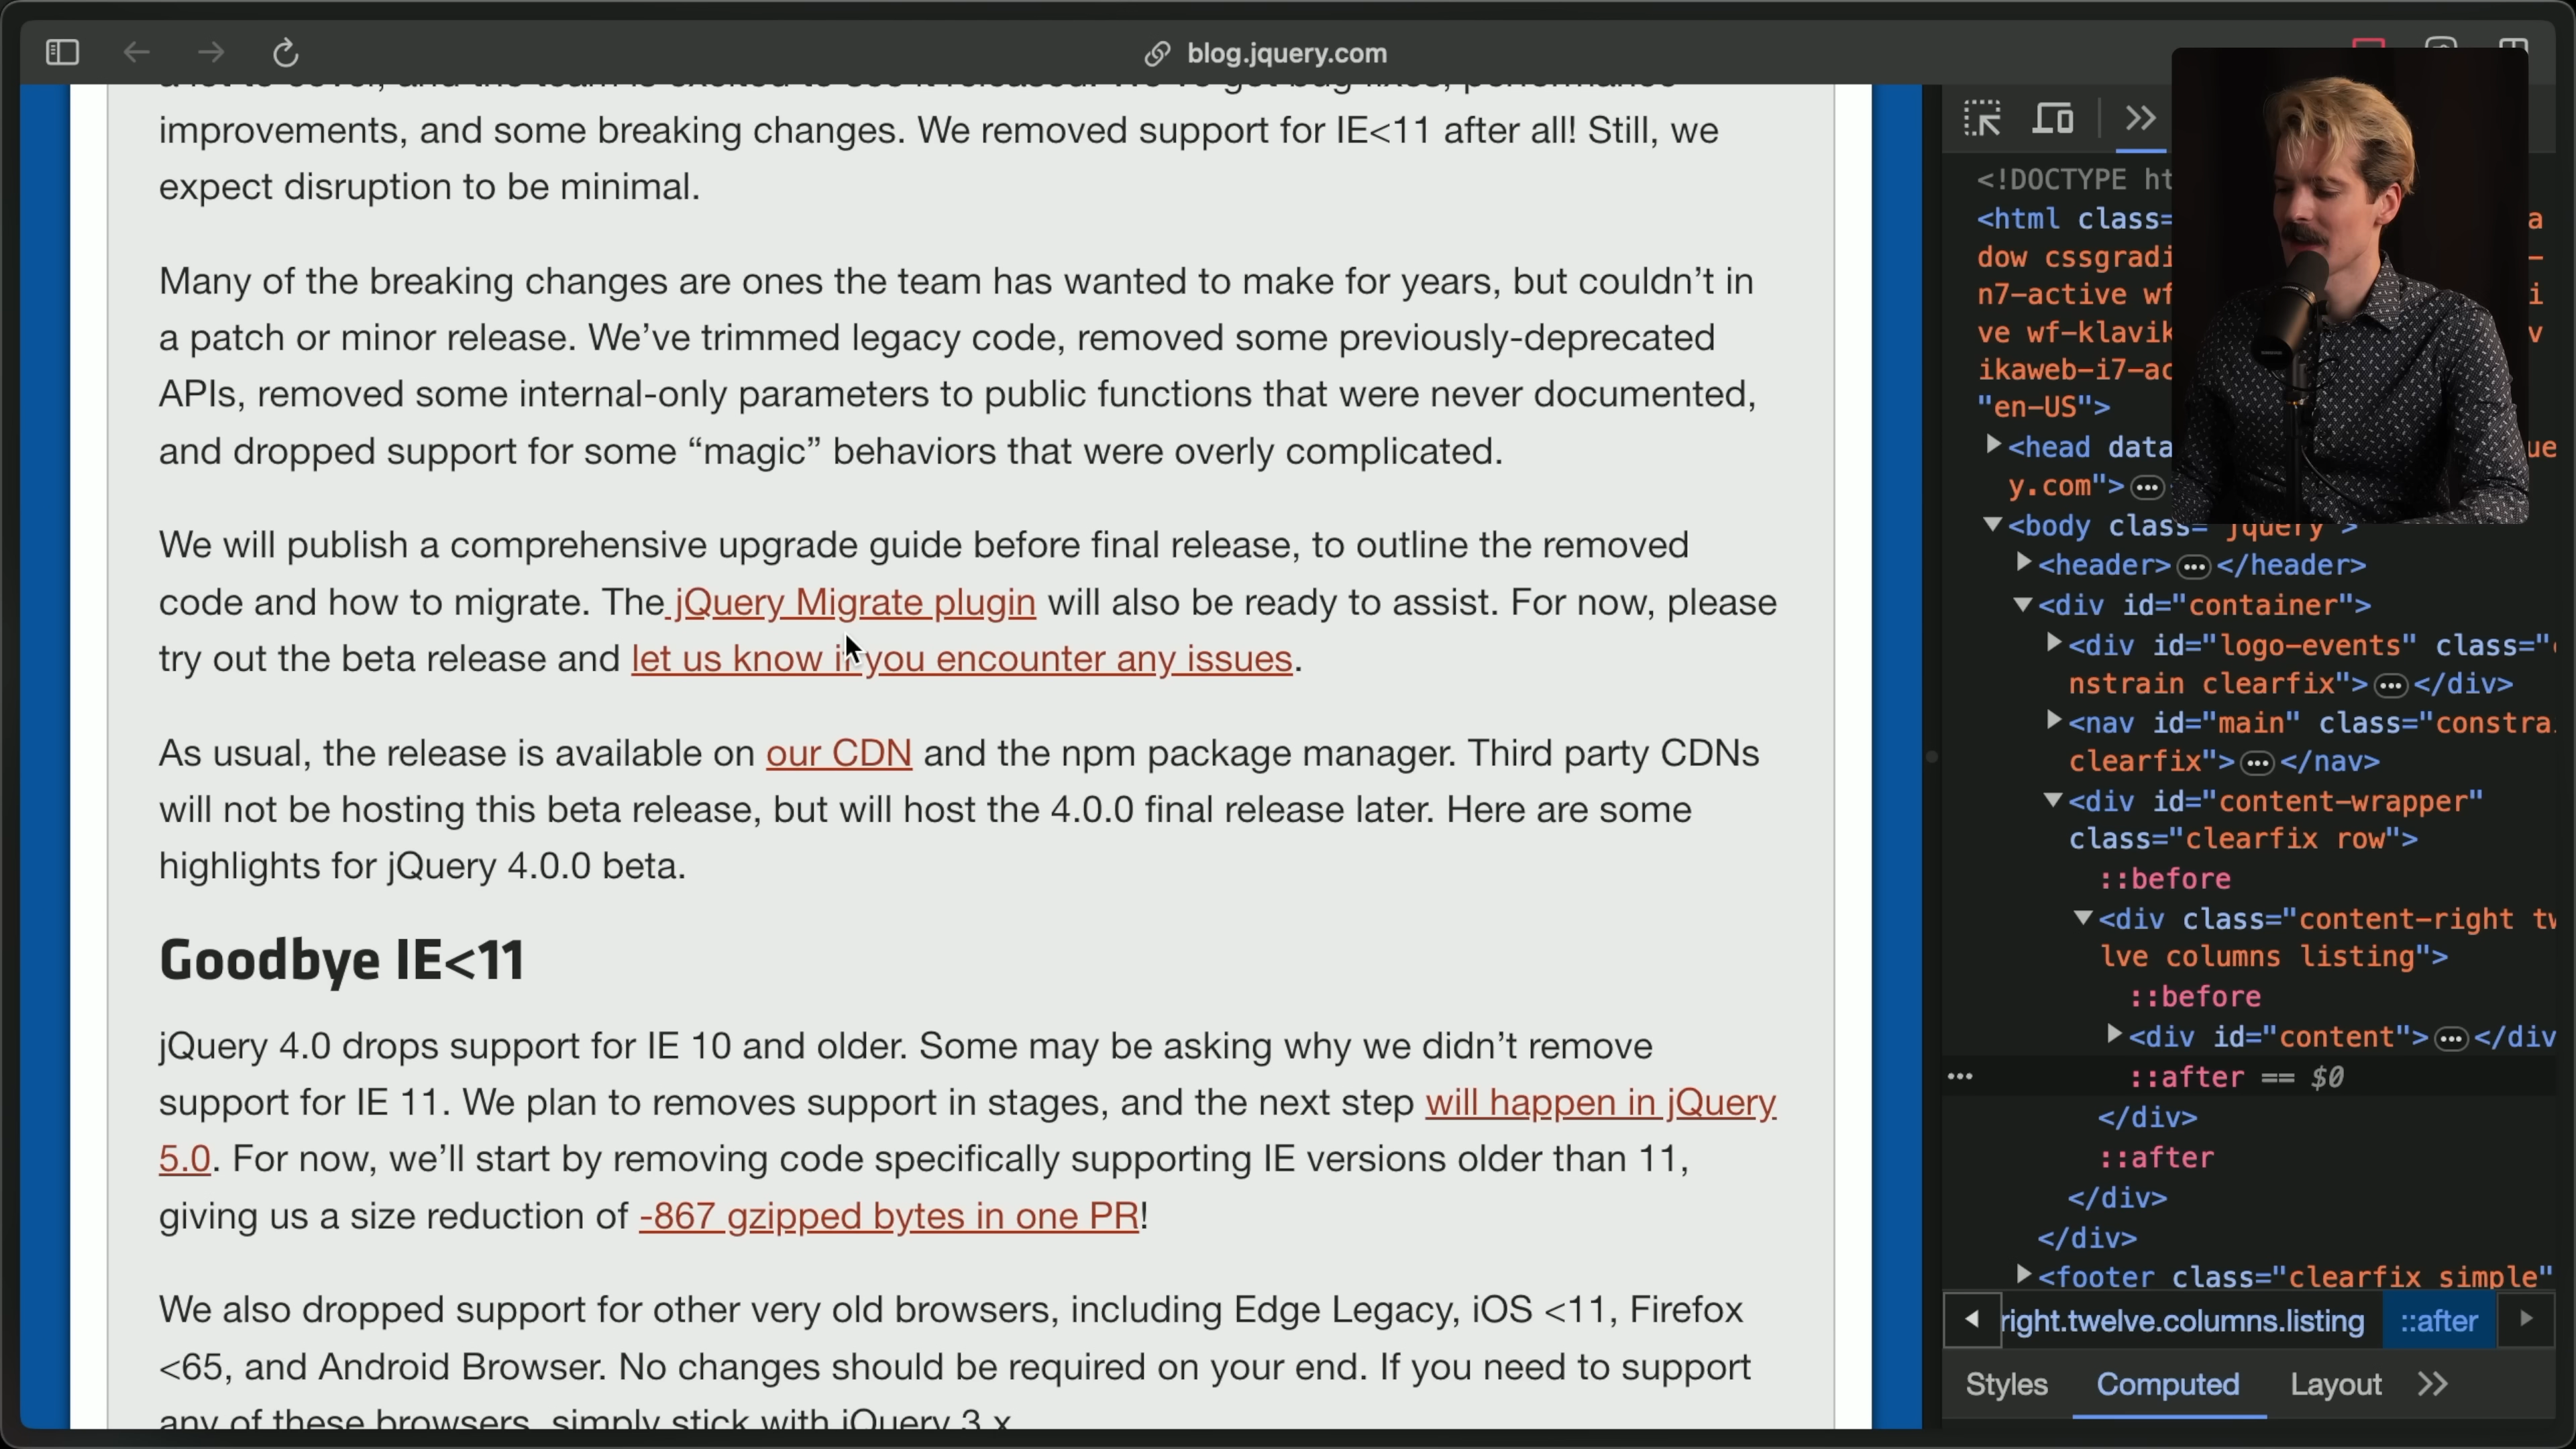 blog.jquery.com
improvements, and some breaking changes. We removed support for IE<11 after all! Still, we
expect disruption to be minimal.
Many of the breaking changes are ones the team has wanted to make for years, but couldn’t in
a patch or minor release. We’ve trimmed legacy code, removed some previously-deprecated
APIs, removed some internal-only parameters to public functions that were never documented,
and dropped support for some “magic” behaviors that were overly complicated.
We will publish a comprehensive upgrade guide before final release, to outline the removed
code and how to migrate. The jQuery Migrate plugin will also be ready to assist. For now, please
try out the beta release and let us know if you encounter any issues.
As usual, the release is available on our CDN and the npm package manager. Third party CDNs
will not be hosting this beta release, but will host the 4.0.0 final release later. Here are some
highlights for jQuery 4.0.0 beta.
Goodbye IE<11
jQuery 4.0 drops support for IE 10 and older. Some may be asking why we didn’t remove
support for IE 11. We plan to removes support in stages, and the next step will happen in jQuery
5.0. For now, we’ll start by removing code specifically supporting IE versions older than 11,
giving us a size reduction of -867 gzipped bytes in one PR!
We also dropped support for other very old browsers, including Edge Legacy, iOS <11, Firefox
<65, and Android Browser. No changes should be required on your end. If you need to support
any of these browsers, simply stick with jQuery 3.x
<!DOCTYPE ht
<html class=
dow cssgradi
n7-active wf
ve wf-klavik
ikaweb-i7-ac
"en-US">
<head data
y.com">
<body class="jquery">
<header> </header>
<div id="container">
<div id="logo-events" class="
nstrain clearfix"> </div>
<nav id="main" class="constra
clearfix"> </nav>
<div id="content-wrapper"
class="clearfix row">
::before
<div class="content-right tw
lve columns listing">
::before
<div id="content"> </div
::after == $0
</div>
::after
</div>
</div>
<footer class="clearfix simple"
right.twelve.columns.listing ::after
Styles Computed Layout